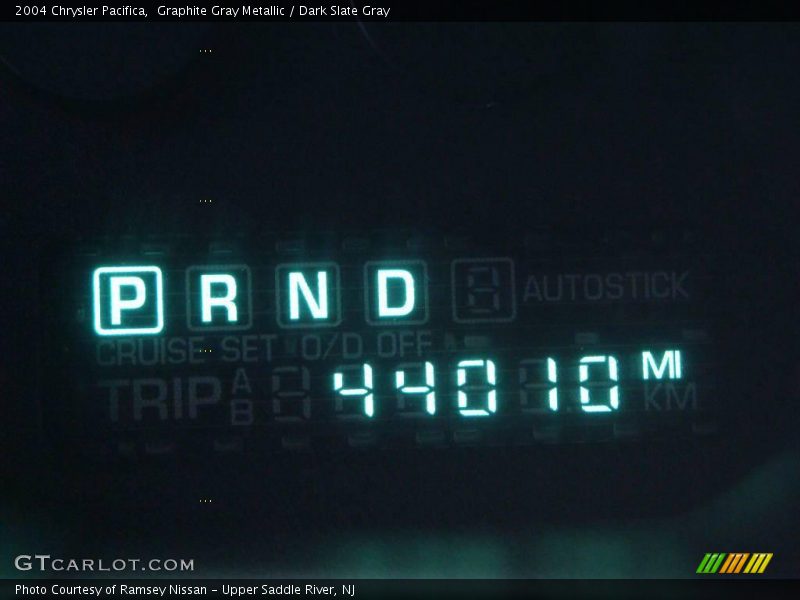 2004 Chrysler Pacifica,  Graphite Gray Metallic / Dark Slate Gray
P R N D 8 AUTOSTICK
CRUISE SET O/D OFF
TRIP A B 44010 MI KM
GTCARLOT.COM
Photo Courtesy of Ramsey Nissan - Upper Saddle River, NJ